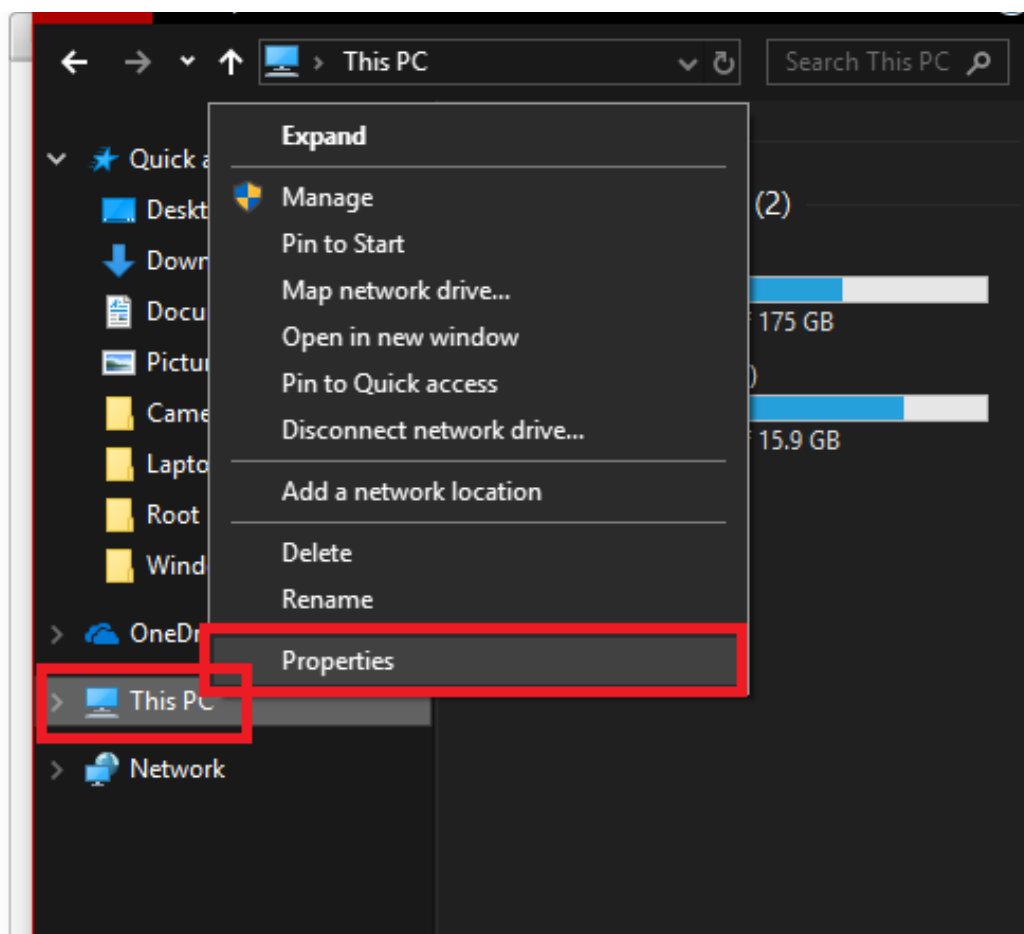 This PC
Search This PC
Expand
Quick
Manage
(2)
Pin to Start
Map network drive...
175 GB
Open in new window
Pin to Quick access
Disconnect network drive...
15.9 GB
Add a network location
Root
Delete
Rename
Properties
This PC
Network